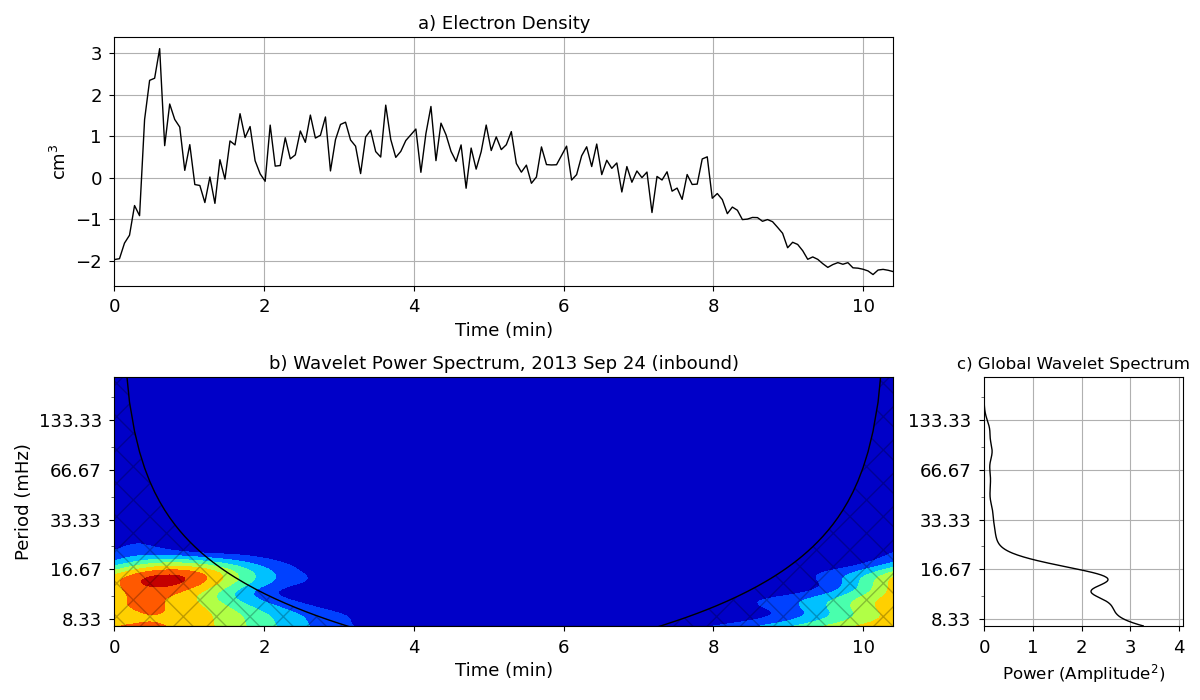 a) Electron Density
3
2
1
0
−1
−2
cm³
0 2 4 6 8 10
Time (min)
b) Wavelet Power Spectrum, 2013 Sep 24 (inbound)
133.33
66.67
33.33
16.67
8.33
Period (mHz)
0 2 4 6 8 10
Time (min)
c) Global Wavelet Spectrum
133.33
66.67
33.33
16.67
8.33
0 1 2 3 4
Power (Amplitude²)